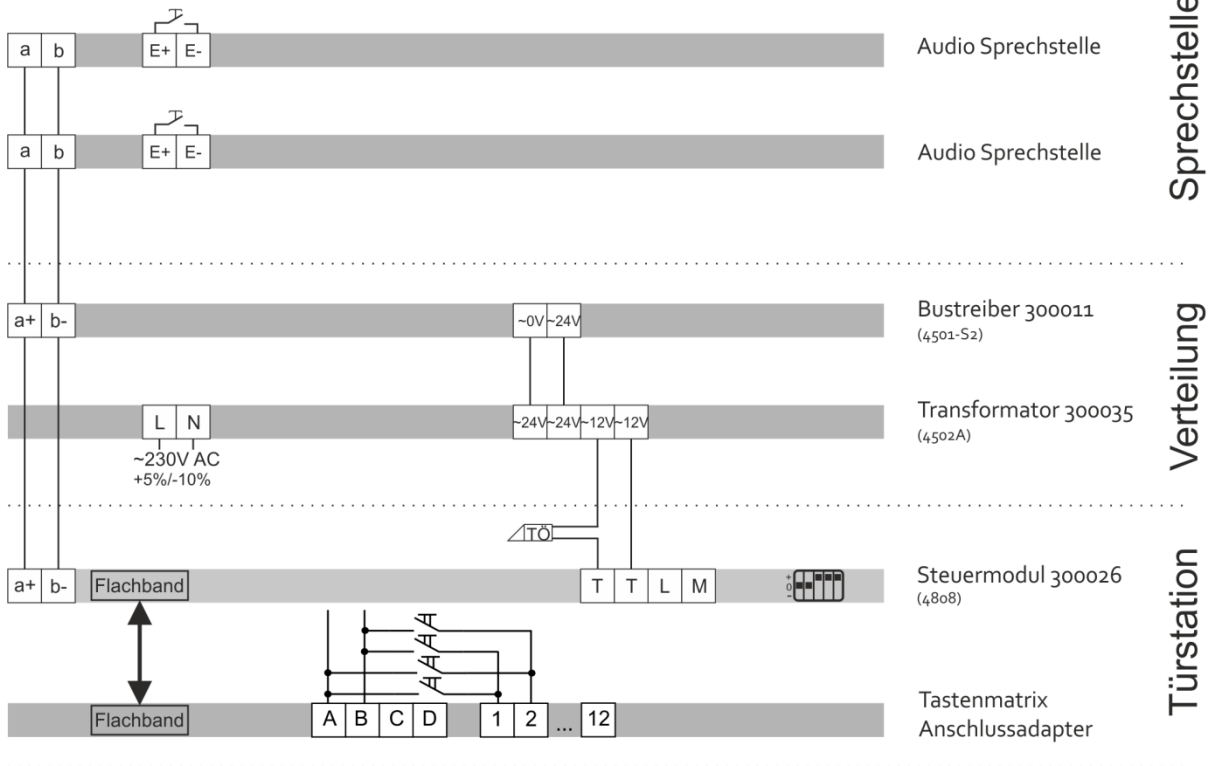 a b E+ E- Audio Sprechstelle
a b E+ E- Audio Sprechstelle
Sprechstelle
a+ b- ~0V ~24V Bustreiber 300011
(4501-S2)
L N ~24V ~24V ~12V ~12V Transformator 300035
(4502A)
~230V AC
+5%/-10%
Verteilung
TÖ
a+ b- Flachband T T L M + 0 - Steuermodul 300026
(4808)
Flachband A B C D 1 2 ... 12 Tastenmatrix
Anschlussadapter
Türstation